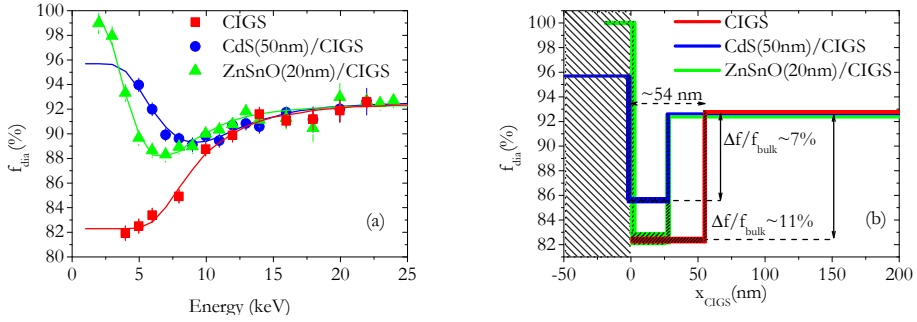 100
98
96
94
92
90
88
86
84
82
80
f_dia (%)
0
5
10
15
20
25
Energy (keV)
CIGS
CdS(50nm)/CIGS
ZnSnO(20nm)/CIGS
(a)
100
98
96
94
92
90
88
86
84
82
f_dia (%)
-50
0
50
100
150
200
x_CIGS(nm)
CIGS
CdS(50nm)/CIGS
ZnSnO(20nm)/CIGS
~54 nm
Δf/f_bulk~7%
Δf/f_bulk~11%
(b)